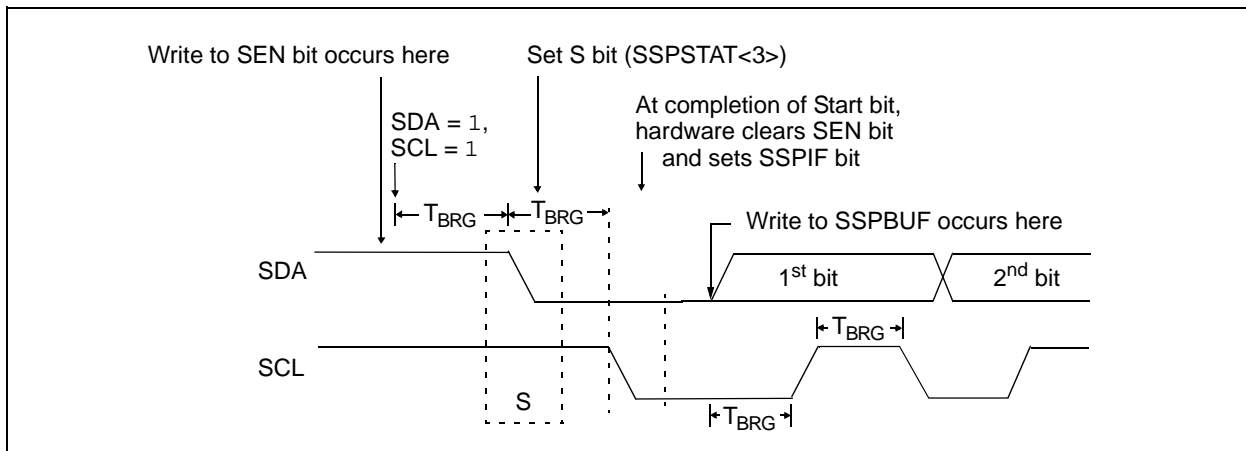 Write to SEN bit occurs here
Set S bit (SSPSTAT<3>)
At completion of Start bit,
hardware clears SEN bit
and sets SSPIF bit
SDA = 1,
SCL = 1
TBRG
TBRG
Write to SSPBUF occurs here
SDA
1st bit
2nd bit
TBRG
SCL
S
TBRG